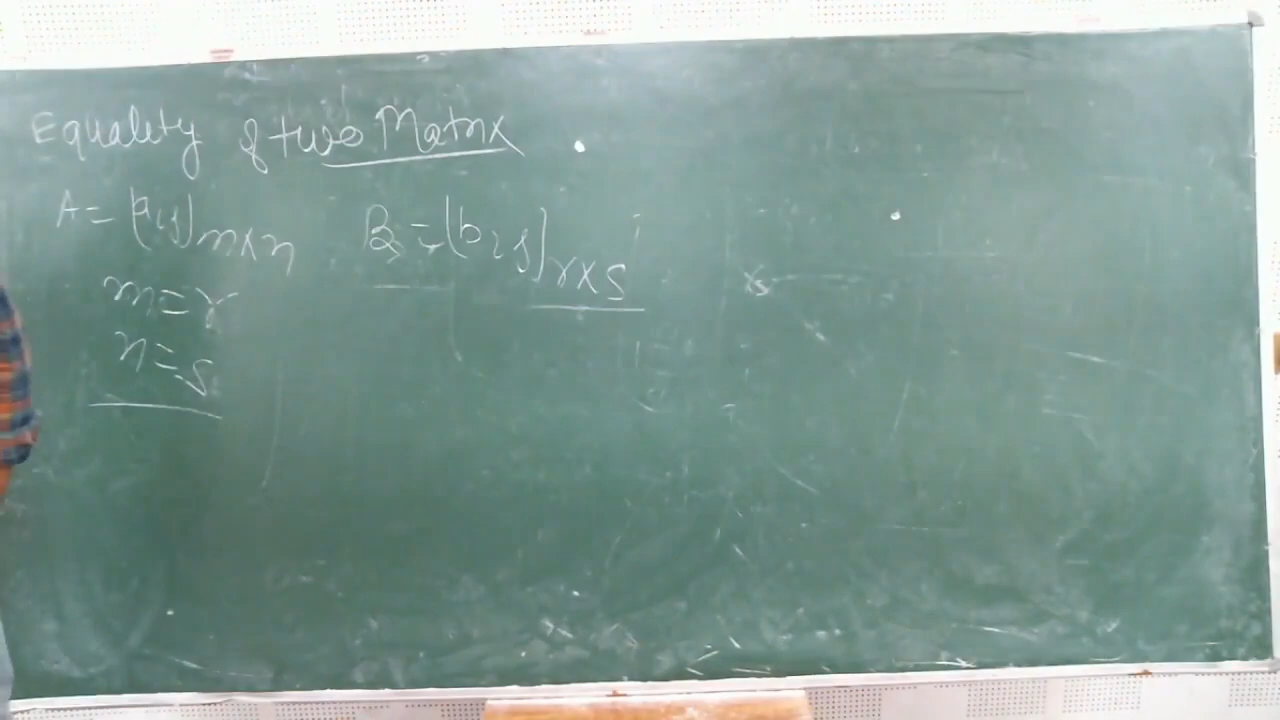 Equality of two Matrix
A = [aij]m×n B = [bij]r×s
m = r
n = s